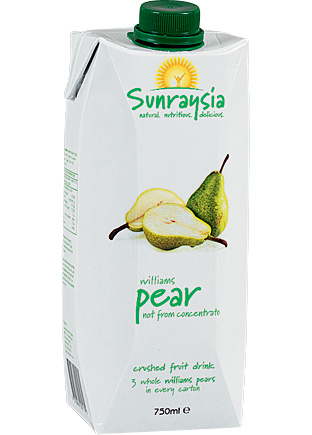 Sunraysia
natural. nutritious. delicious.
williams
pear
not from concentrate
crushed fruit drink
3 whole williams pears
in every carton
750ml e